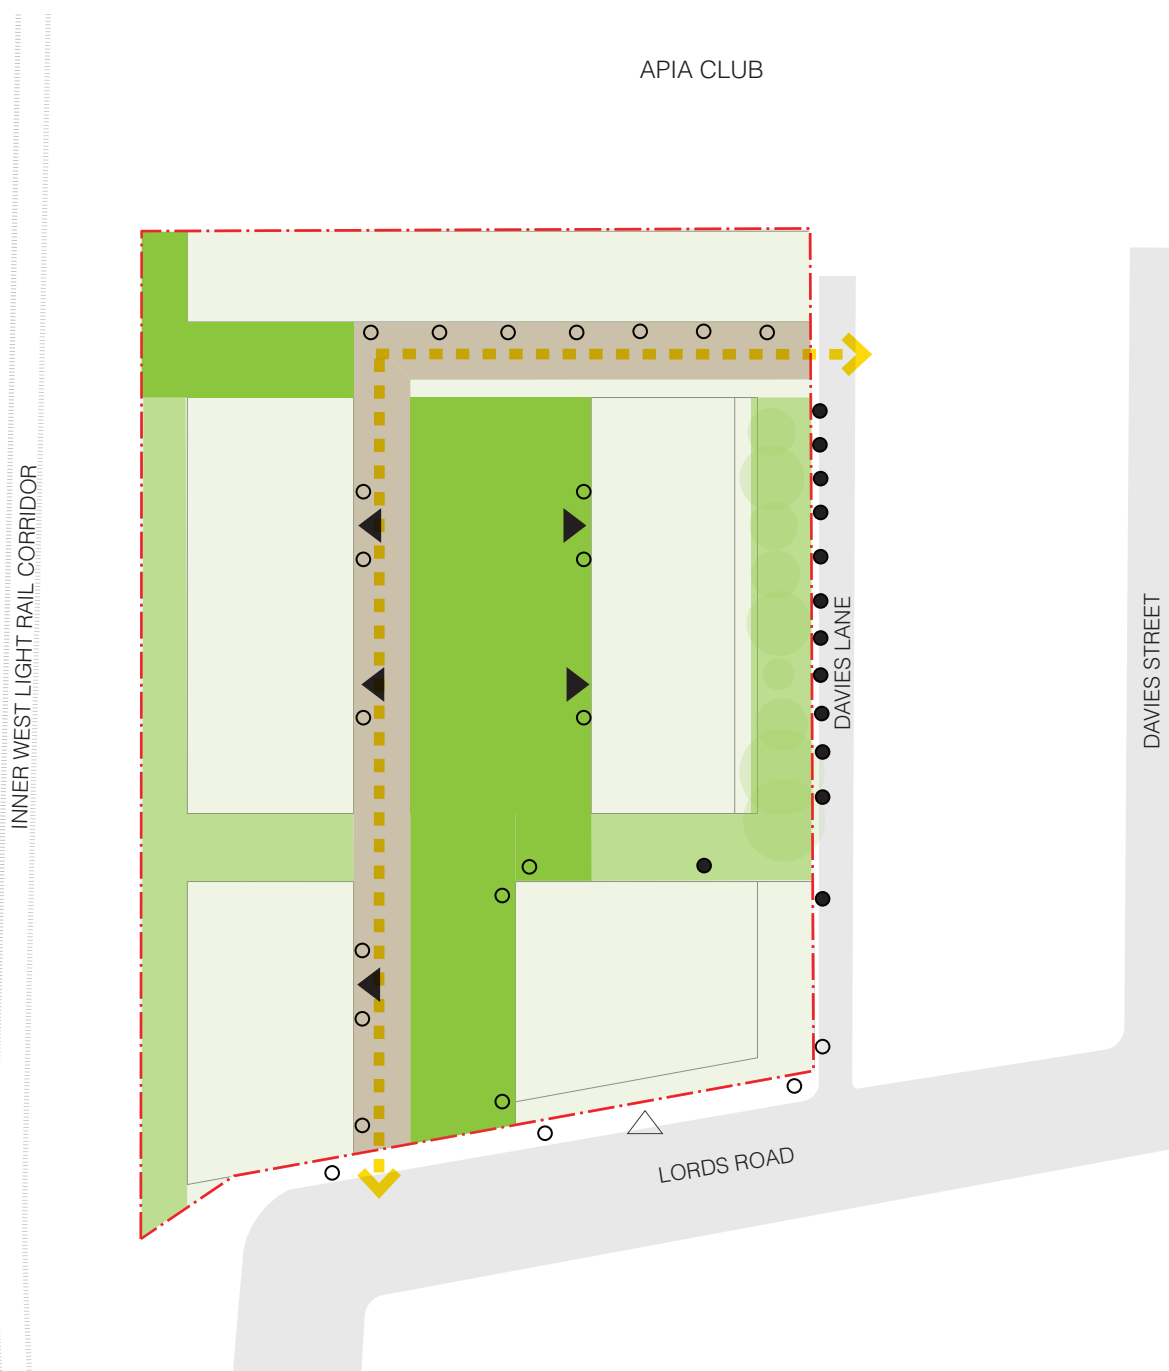 APIA CLUB
INNER WEST LIGHT RAIL CORRIDOR
DAVIES LANE
DAVIES STREET
LORDS ROAD